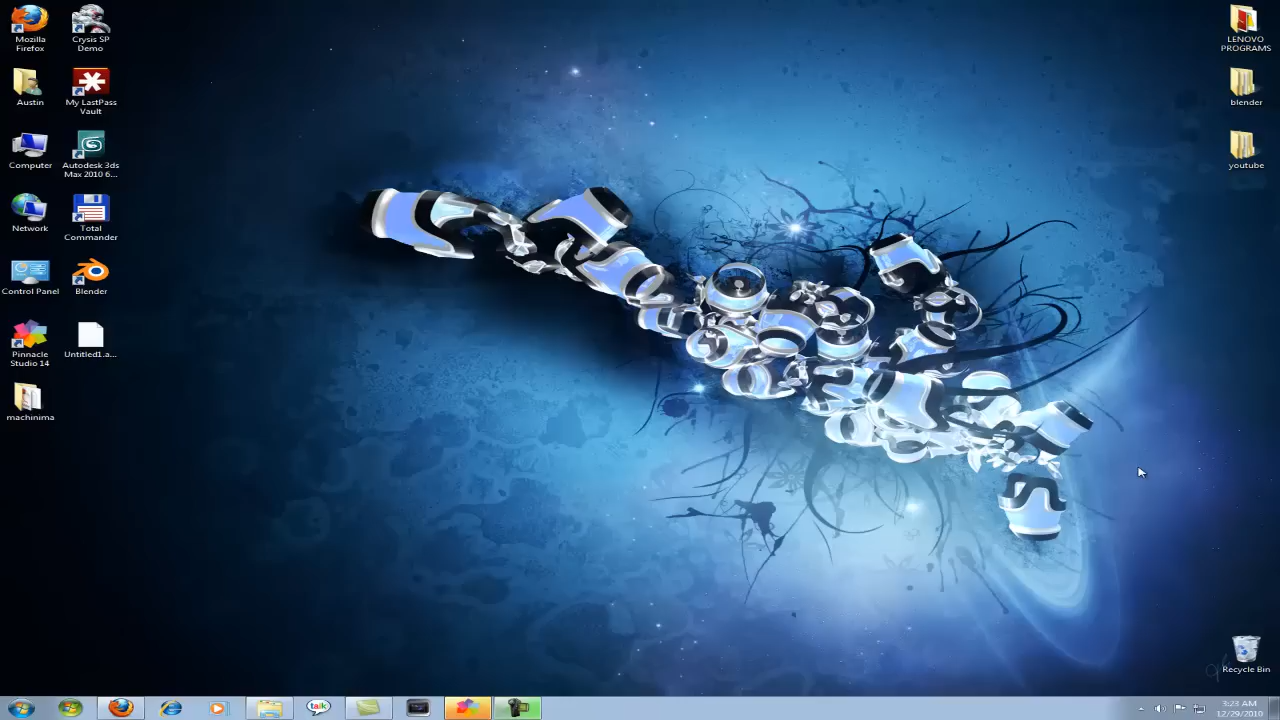 Mozilla
Firefox
Crysis SP
Demo
Austin
My LastPass
Vault
Computer
Autodesk 3ds
Max 2010 6...
Network
Total
Commander
Control Panel
Blender
Pinnacle
Studio 14
Untitled1.a...
machinima
LENOVO
PROGRAMS
blender
youtube
Recycle Bin
talk
3:23 AM
12/29/2010